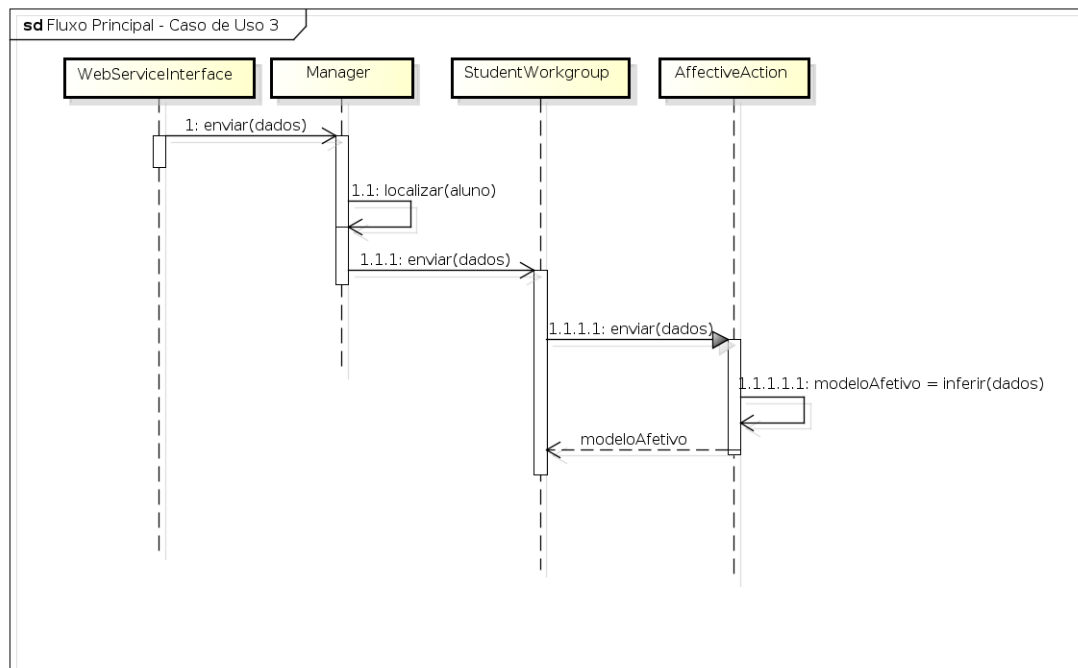 sd Fluxo Principal - Caso de Uso 3
WebServiceInterface
Manager
StudentWorkgroup
AffectiveAction
1: enviar(dados)
1.1: localizar(aluno)
1.1.1: enviar(dados)
1.1.1.1: enviar(dados)
1.1.1.1.1: modeloAfetivo = inferir(dados)
modeloAfetivo